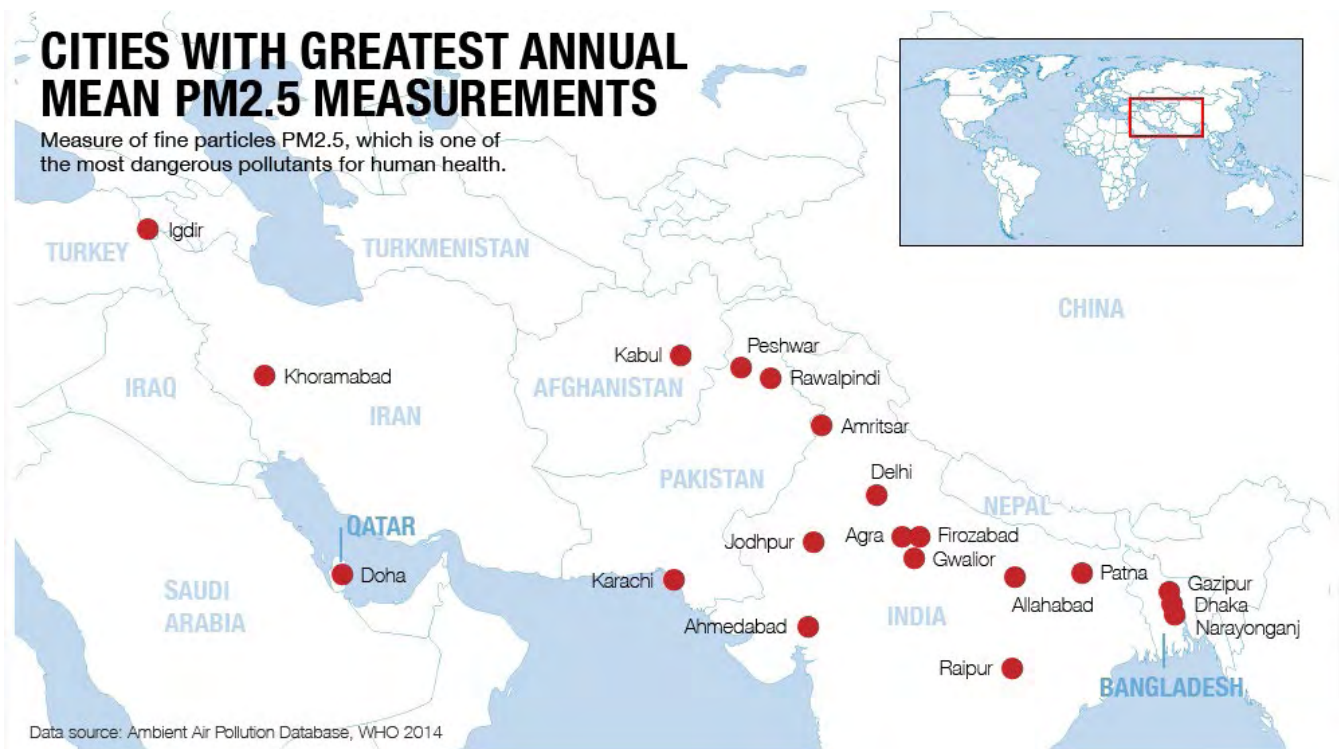 CITIES WITH GREATEST ANNUAL
MEAN PM2.5 MEASUREMENTS
Measure of fine particles PM2.5, which is one of
the most dangerous pollutants for human health.
Igdir
TURKEY
TURKMENISTAN
CHINA
Khoramabad
IRAQ
IRAN
Kabul
AFGHANISTAN
Peshwar
Rawalpindi
Amritsar
PAKISTAN
Delhi
NEPAL
QATAR
Doha
SAUDI
ARABIA
Jodhpur
Agra
Firozabad
Gwalior
Karachi
Allahabad
Patna
Gazipur
Dhaka
Narayonganj
Ahmedabad
INDIA
Raipur
BANGLADESH
Data source: Ambient Air Pollution Database, WHO 2014